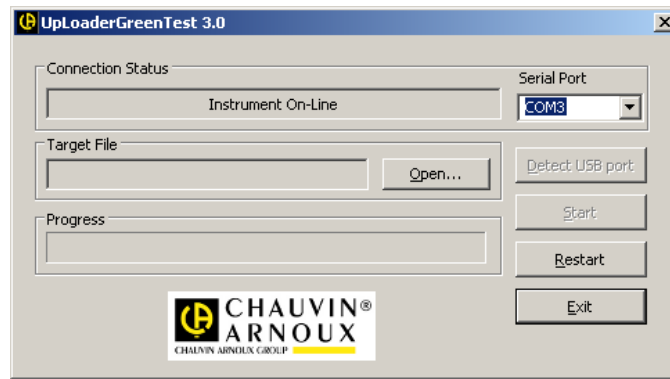 UpLoaderGreenTest 3.0
Connection Status
Instrument On-Line
Serial Port
COM3
Target File
Open...
Detect USB port
Start
Progress
Restart
Exit
CHAUVIN®
ARNOUX
CHAUVIN ARNOUX GROUP